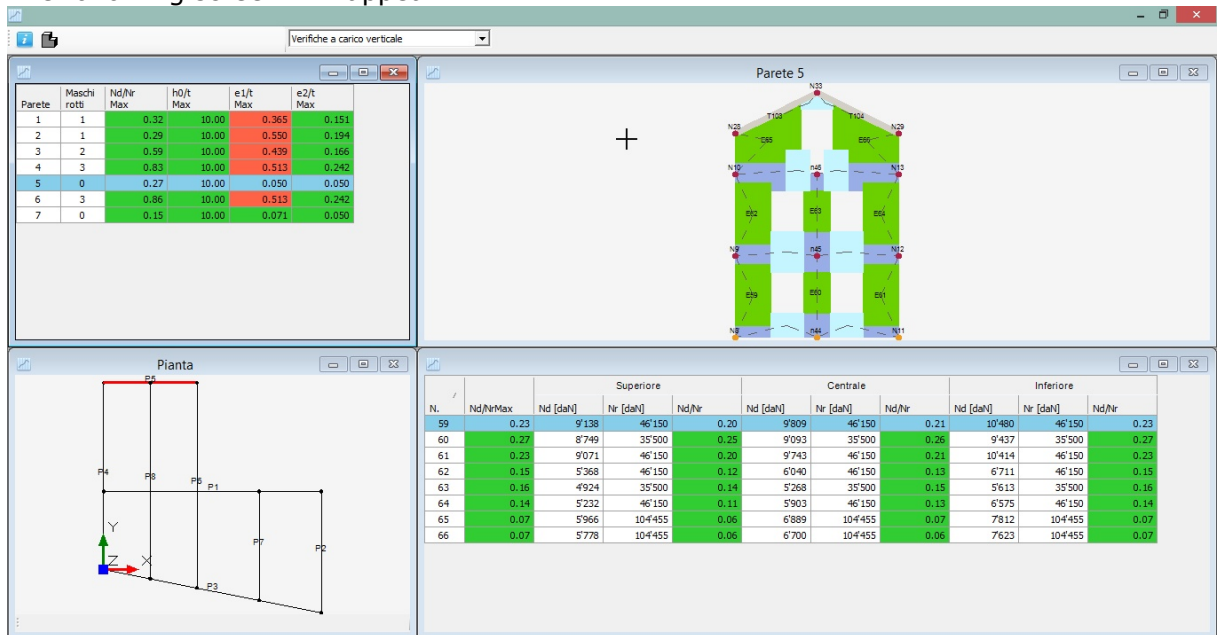 Verifiche a carico verticale
Parete Maschi rotti Nd/Nr Max h0/t Max e1/t Max e2/t Max
1 1 0.32 10.00 0.365 0.151
2 1 0.29 10.00 0.550 0.194
3 2 0.59 10.00 0.439 0.166
4 3 0.83 10.00 0.513 0.242
5 0 0.27 10.00 0.050 0.050
6 3 0.86 10.00 0.513 0.242
7 0 0.15 10.00 0.071 0.050
Parete 5
N33
T103 T104
N25 N29
E65 E66
N10 n46 N13
E62 E63 E64
N9 n45 N12
E59 E60 E61
N8 n44 N11
Pianta
P5
P4 P8 P6 P1
Y
P7 P2
Z X
P3
Superiore Centrale Inferiore
N. Nd/NrMax Nd [daN] Nr [daN] Nd/Nr Nd [daN] Nr [daN] Nd/Nr Nd [daN] Nr [daN] Nd/Nr
59 0.23 9'138 46'150 0.20 9'809 46'150 0.21 10'480 46'150 0.23
60 0.27 8'749 35'500 0.25 9'093 35'500 0.26 9'437 35'500 0.27
61 0.23 9'071 46'150 0.20 9'743 46'150 0.21 10'414 46'150 0.23
62 0.15 5'368 46'150 0.12 6'040 46'150 0.13 6'711 46'150 0.15
63 0.16 4'924 35'500 0.14 5'268 35'500 0.15 5'613 35'500 0.16
64 0.14 5'232 46'150 0.11 5'903 46'150 0.13 6'575 46'150 0.14
65 0.07 5'966 104'455 0.06 6'889 104'455 0.07 7'812 104'455 0.07
66 0.07 5'778 104'455 0.06 6'700 104'455 0.06 7'623 104'455 0.07